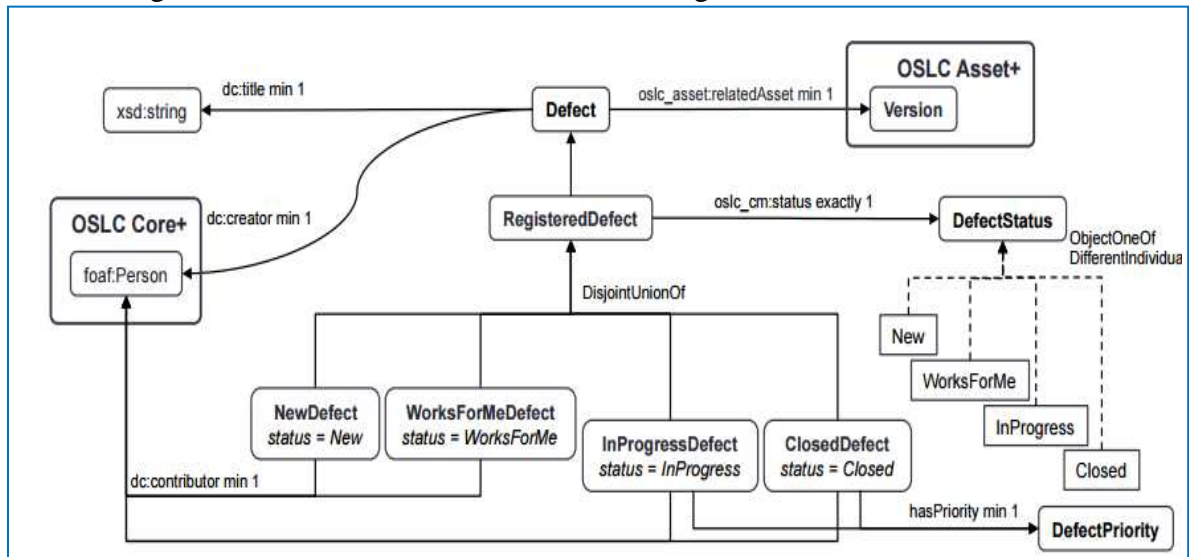 OSLC Asset+
dc:title min 1
oslc_asset:relatedAsset min 1
xsd:string
Defect
Version
OSLC Core+
dc:creator min 1
RegisteredDefect
oslc_cm:status exactly 1
DefectStatus
foaf:Person
ObjectOneOf
DifferentIndividua
DisjointUnionOf
New
WorksForMe
InProgress
Closed
NewDefect
status = New
WorksForMeDefect
status = WorksForMe
InProgressDefect
status = InProgress
ClosedDefect
status = Closed
dc:contributor min 1
hasPriority min 1
DefectPriority